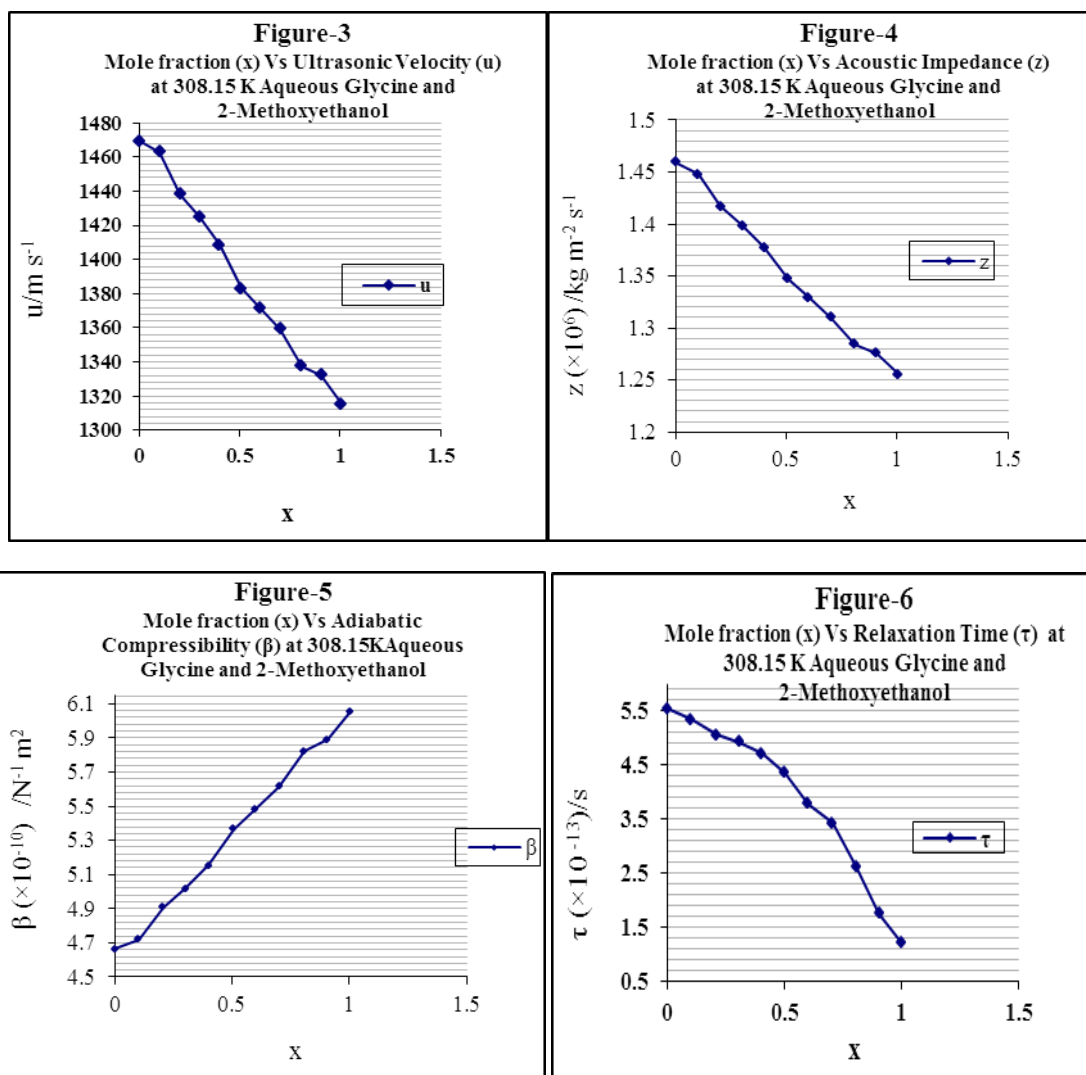 Figure-3
Mole fraction (x) Vs Ultrasonic Velocity (u)
at 308.15 K Aqueous Glycine and
2-Methoxyethanol
1480
1460
1440
1420
1400
1380
1360
1340
1320
1300
0
0.5
1
1.5
u/m s⁻¹
x
u
Figure-4
Mole fraction (x) Vs Acoustic Impedance (z)
at 308.15 K Aqueous Glycine and
2-Methoxyethanol
1.5
1.45
1.4
1.35
1.3
1.25
1.2
0
0.5
1
1.5
z (×10⁶) /kg m⁻² s⁻¹
x
z
Figure-5
Mole fraction (x) Vs Adiabatic
Compressibility (β) at 308.15KAqueous
Glycine and 2-Methoxyethanol
6.1
5.9
5.7
5.5
5.3
5.1
4.9
4.7
4.5
0
0.5
1
1.5
β (×10⁻¹⁰) /N⁻¹ m²
x
β
Figure-6
Mole fraction (x) Vs Relaxation Time (τ) at
308.15 K Aqueous Glycine and
2-Methoxyethanol
5.5
4.5
3.5
2.5
1.5
0.5
0
0.5
1
1.5
τ (×10⁻¹³)/s
x
τ